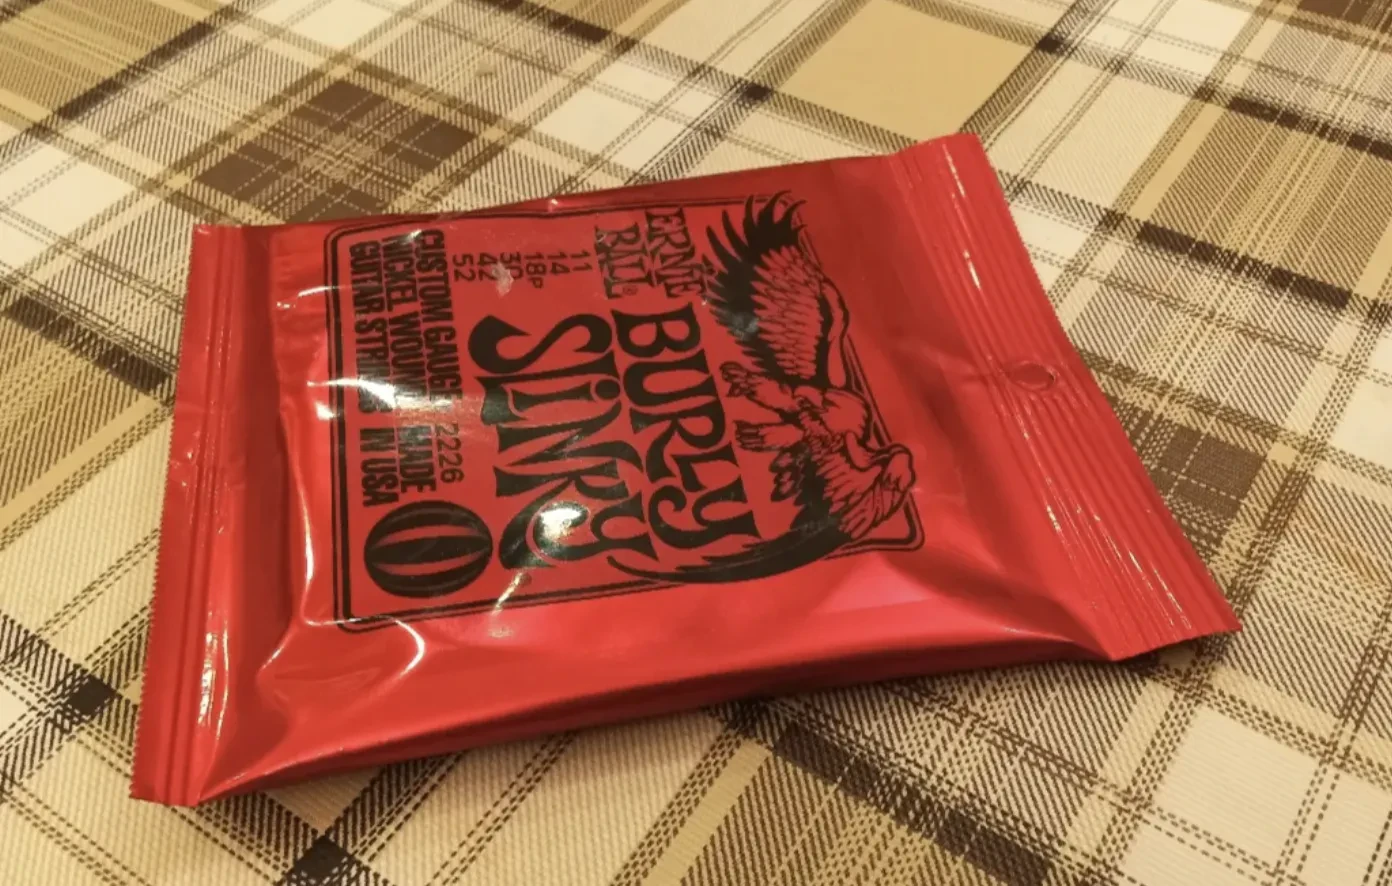 ERNIE
BALL®
BURLY
SLINKY
11
14
18P
30
42
52
CUSTOM GAUGE 2226
NICKEL WOUND MADE
GUITAR STRINGS IN USA